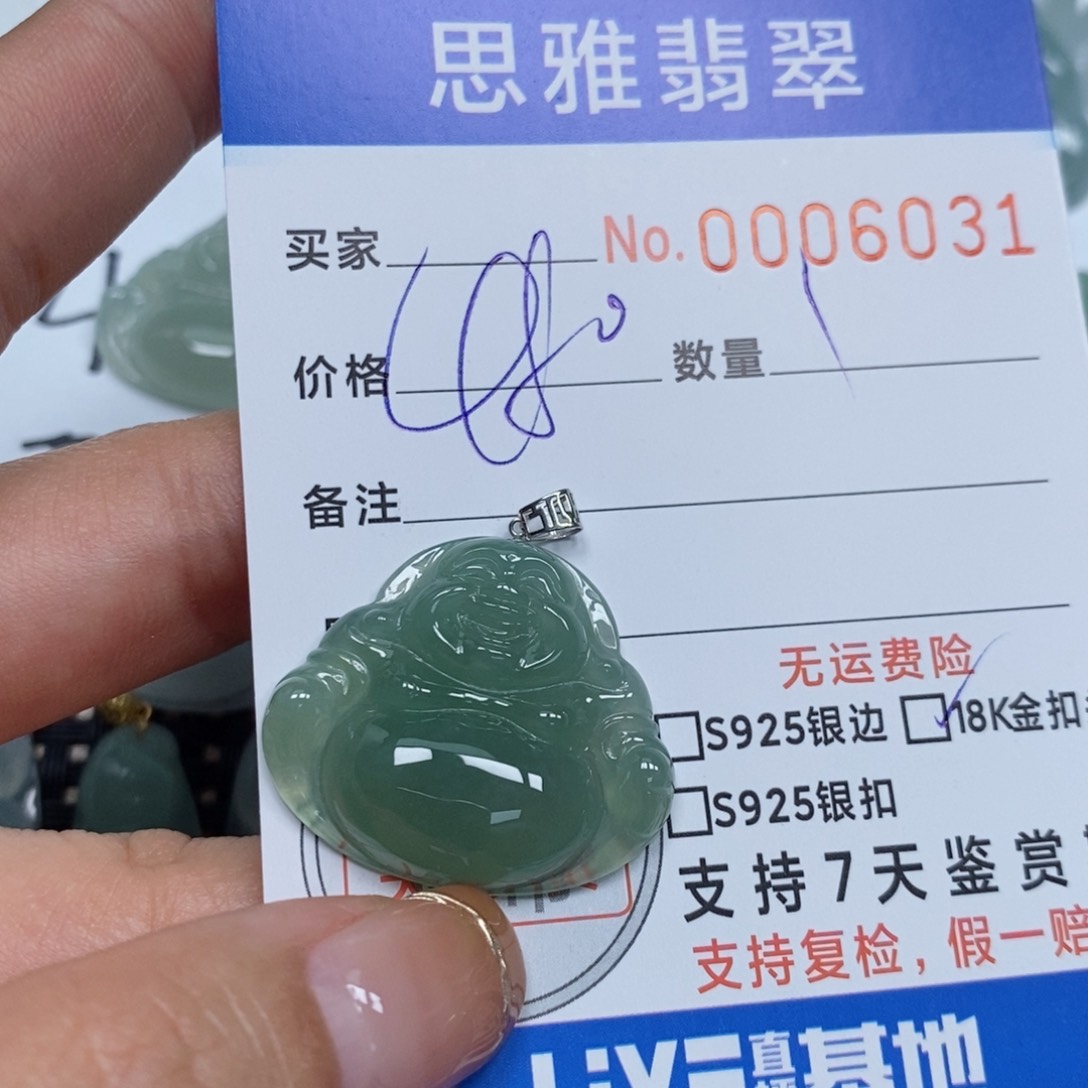 思雅翡翠
买家 No. 0006031
价格 数量 1
备注
无运费险
S925银边 18K金扣
S925银扣
支持7天鉴赏
支持复检,假一赔
基地